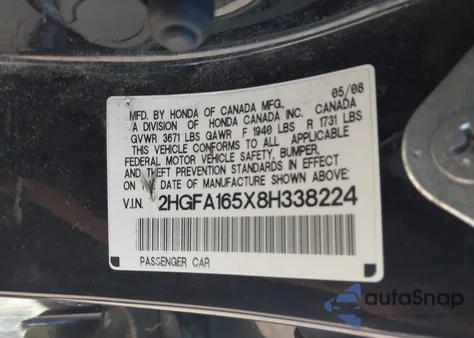 05/08
MFD. BY HONDA OF CANADA MFG.,
A DIVISION OF HONDA CANADA INC. CANADA
GVWR 3671 LBS GAWR F 1940 LBS R 1731 LBS
THIS VEHICLE CONFORMS TO ALL APPLICABLE
FEDERAL MOTOR VEHICLE SAFETY, BUMPER,
AND THEFT PREVENTION STANDARDS IN EFFECT
ON DATE OF MANUFACTURE SHOWN ABOVE.
V.I.N. 2HGFA165X8H338224
PASSENGER CAR
autoSnap